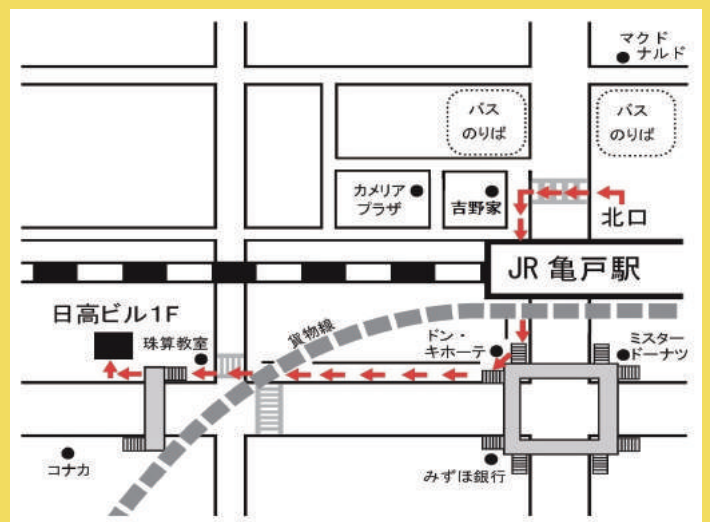 マクド
ナルド
バス
のりば
バス
のりば
カメリア
プラザ
吉野家
北口
JR 亀戸駅
日高ビル1F
珠算教室
貨物線
ドン・
キホーテ
ミスター
ドーナツ
コナカ
みずほ銀行